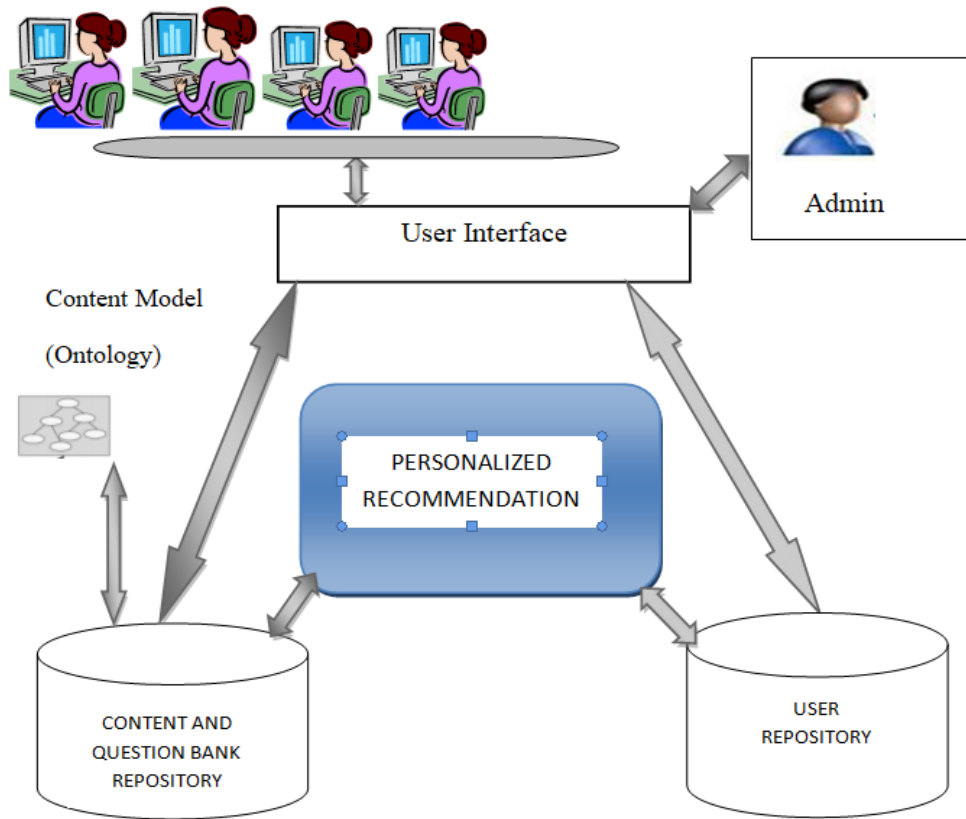 Admin
User Interface
Content Model
(Ontology)
PERSONALIZED
RECOMMENDATION
CONTENT AND
QUESTION BANK
REPOSITORY
USER
REPOSITORY